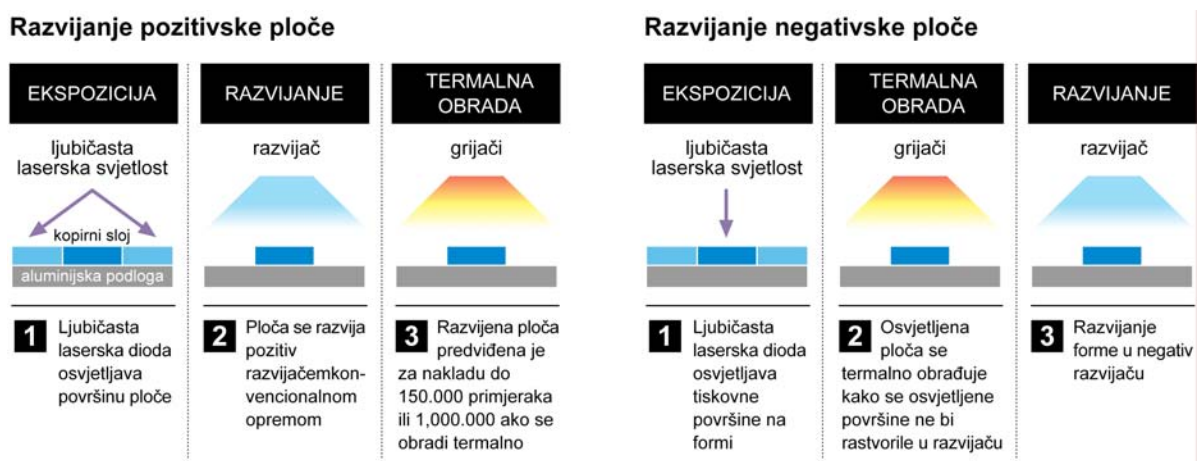 Razvijanje pozitivske ploče
EKSPOZICIJA
ljubičasta
laserska svjetlost
kopirni sloj
aluminijska podloga
1 Ljubičasta
laserska dioda
osvjetljava
površinu ploče
RAZVIJANJE
razvijač
2 Ploča se razvija
pozitiv
razvijačemkon-
vencionalnom
opremom
TERMALNA
OBRADA
grijači
3 Razvijena ploča
predviđena je
za nakladu do
150.000 primjeraka
ili 1,000.000 ako se
obradi termalno
Razvijanje negativske ploče
EKSPOZICIJA
ljubičasta
laserska svjetlost
1 Ljubičasta
laserska dioda
osvjetljava
tiskovne
površine na
formi
TERMALNA
OBRADA
grijači
2 Osvjetljena
ploča se
termalno obrađuje
kako se osvjetljene
površine ne bi
rastvorile u razvijaču
RAZVIJANJE
razvijač
3 Razvijanje
forme u negativ
razvijaču